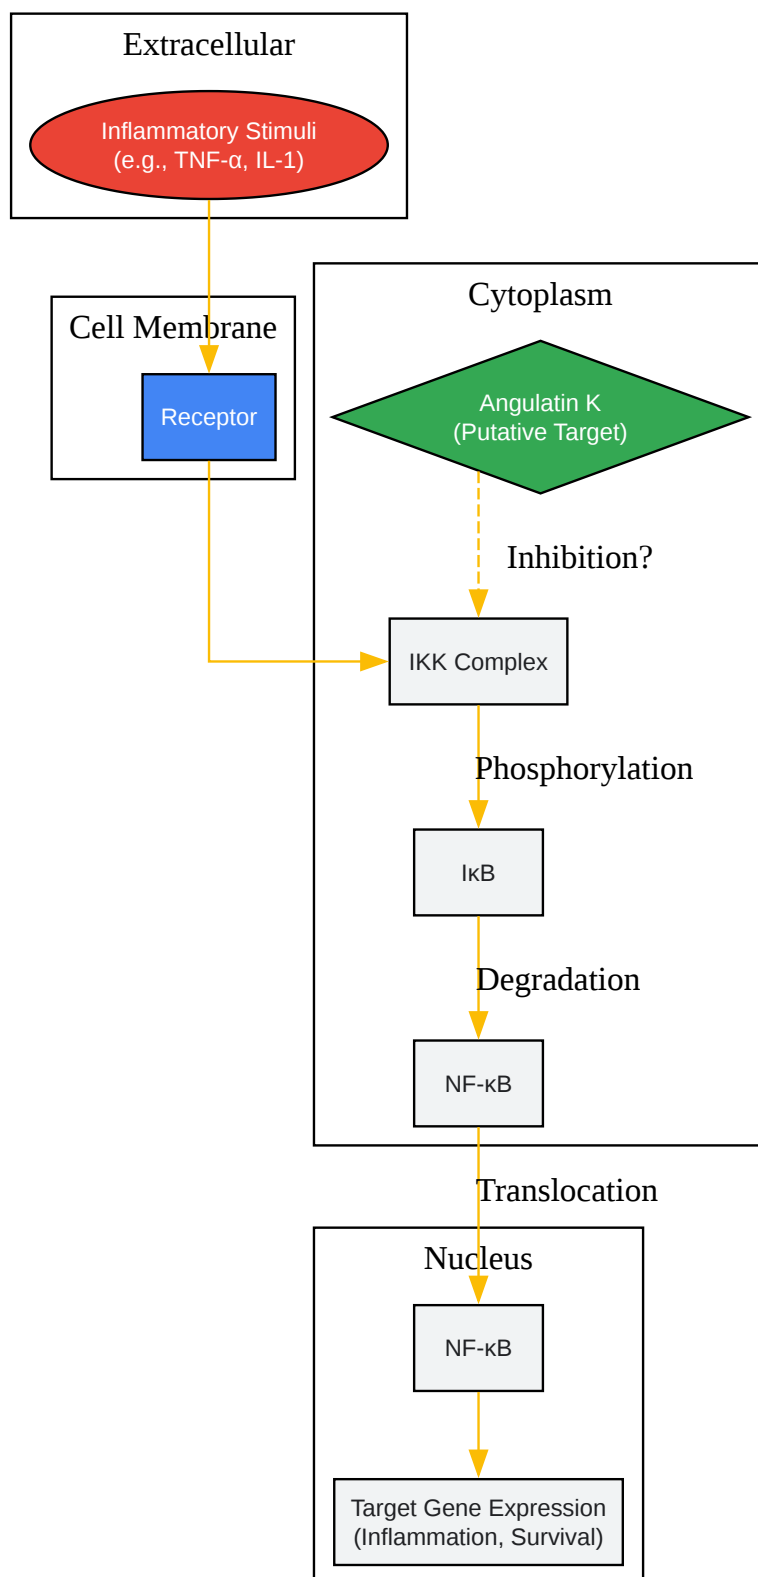 Extracellular
Inflammatory Stimuli
(e.g., TNF-α, IL-1)
Cell Membrane
Receptor
Cytoplasm
Angulatin K
(Putative Target)
Inhibition?
IKK Complex
Phosphorylation
IκB
Degradation
NF-κB
Translocation
Nucleus
NF-κB
Target Gene Expression
(Inflammation, Survival)